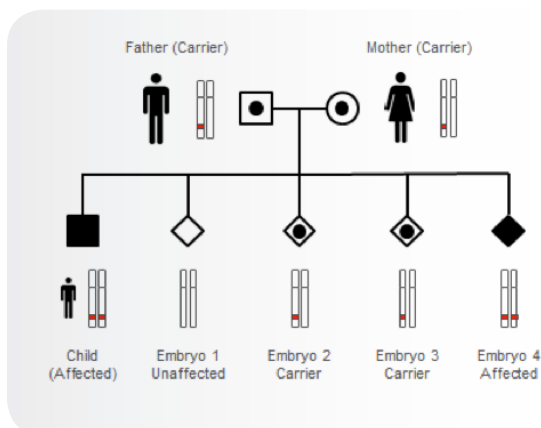 Father (Carrier)
Mother (Carrier)
Child
(Affected)
Embryo 1
Unaffected
Embryo 2
Carrier
Embryo 3
Carrier
Embryo 4
Affected